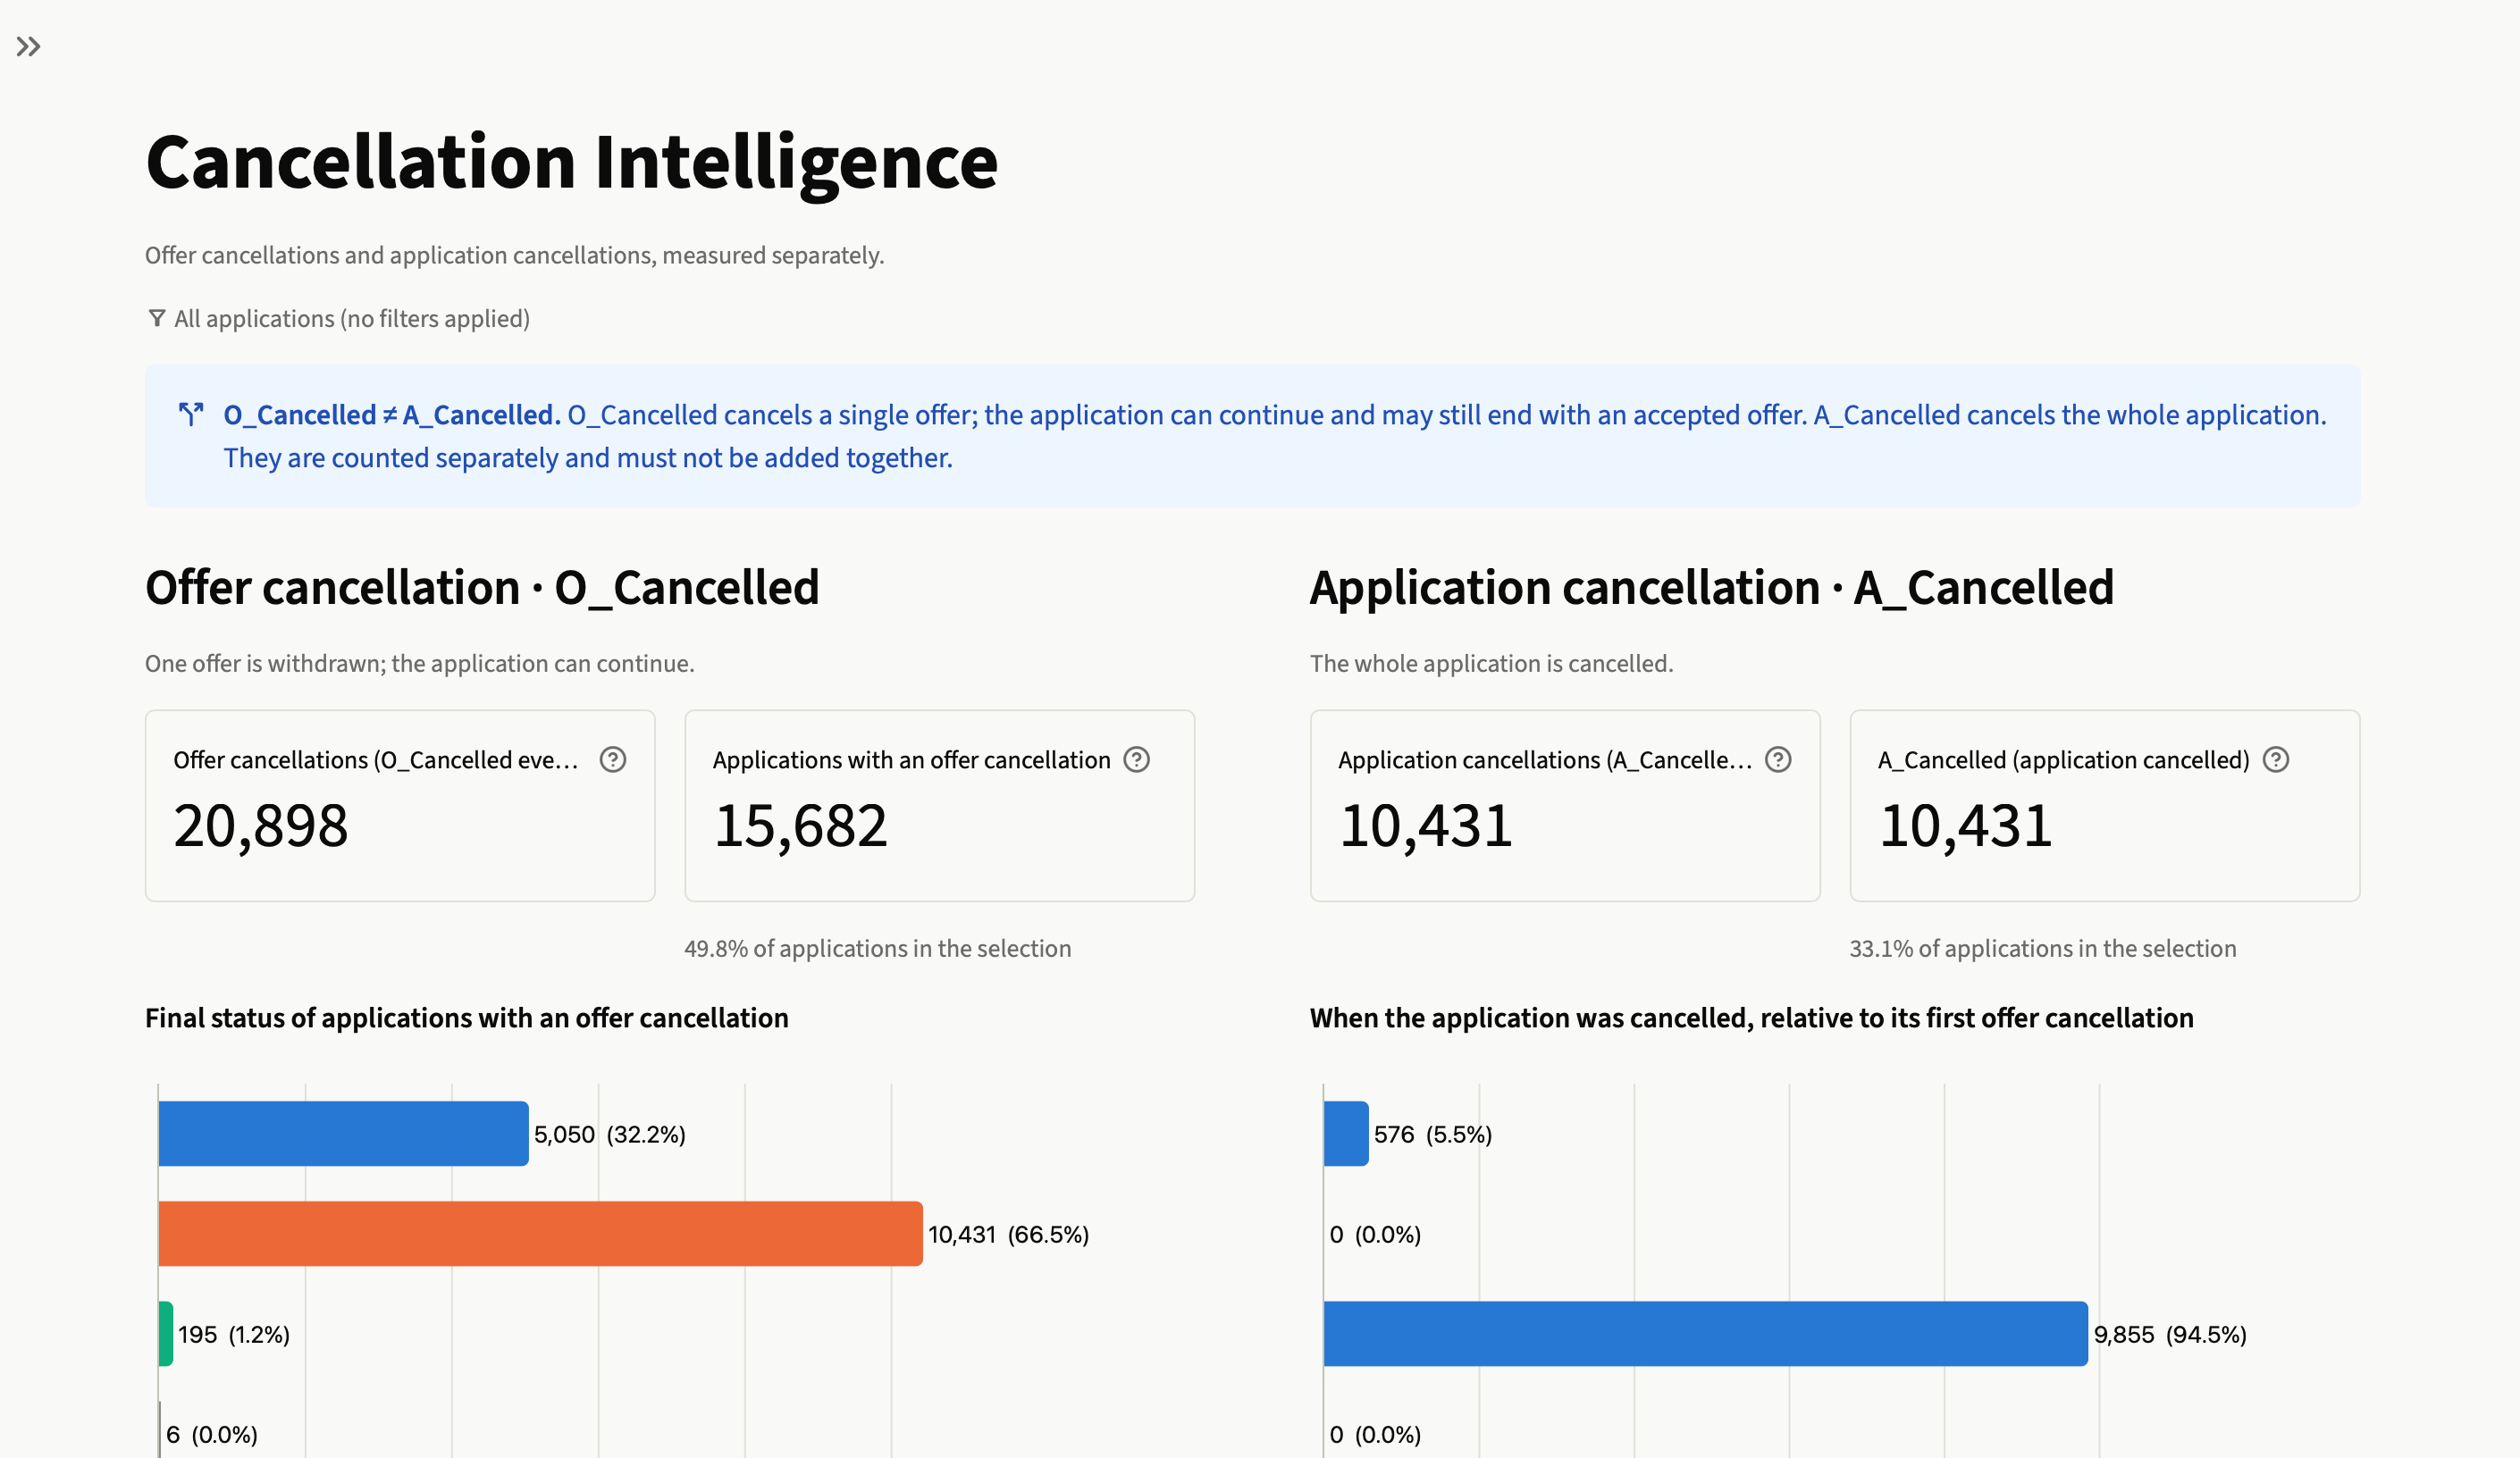 Cancellation Intelligence
Offer cancellations and application cancellations, measured separately.
All applications (no filters applied)
O_Cancelled ≠ A_Cancelled. O_Cancelled cancels a single offer; the application can continue and may still end with an accepted offer. A_Cancelled cancels the whole application.
They are counted separately and must not be added together.
Offer cancellation · O_Cancelled
One offer is withdrawn; the application can continue.
Offer cancellations (O_Cancelled eve…
20,898
Applications with an offer cancellation
15,682
49.8% of applications in the selection
Final status of applications with an offer cancellation
5,050 (32.2%)
10,431 (66.5%)
195 (1.2%)
6 (0.0%)
Application cancellation · A_Cancelled
The whole application is cancelled.
Application cancellations (A_Cancelle…
10,431
A_Cancelled (application cancelled)
10,431
33.1% of applications in the selection
When the application was cancelled, relative to its first offer cancellation
576 (5.5%)
0 (0.0%)
9,855 (94.5%)
0 (0.0%)